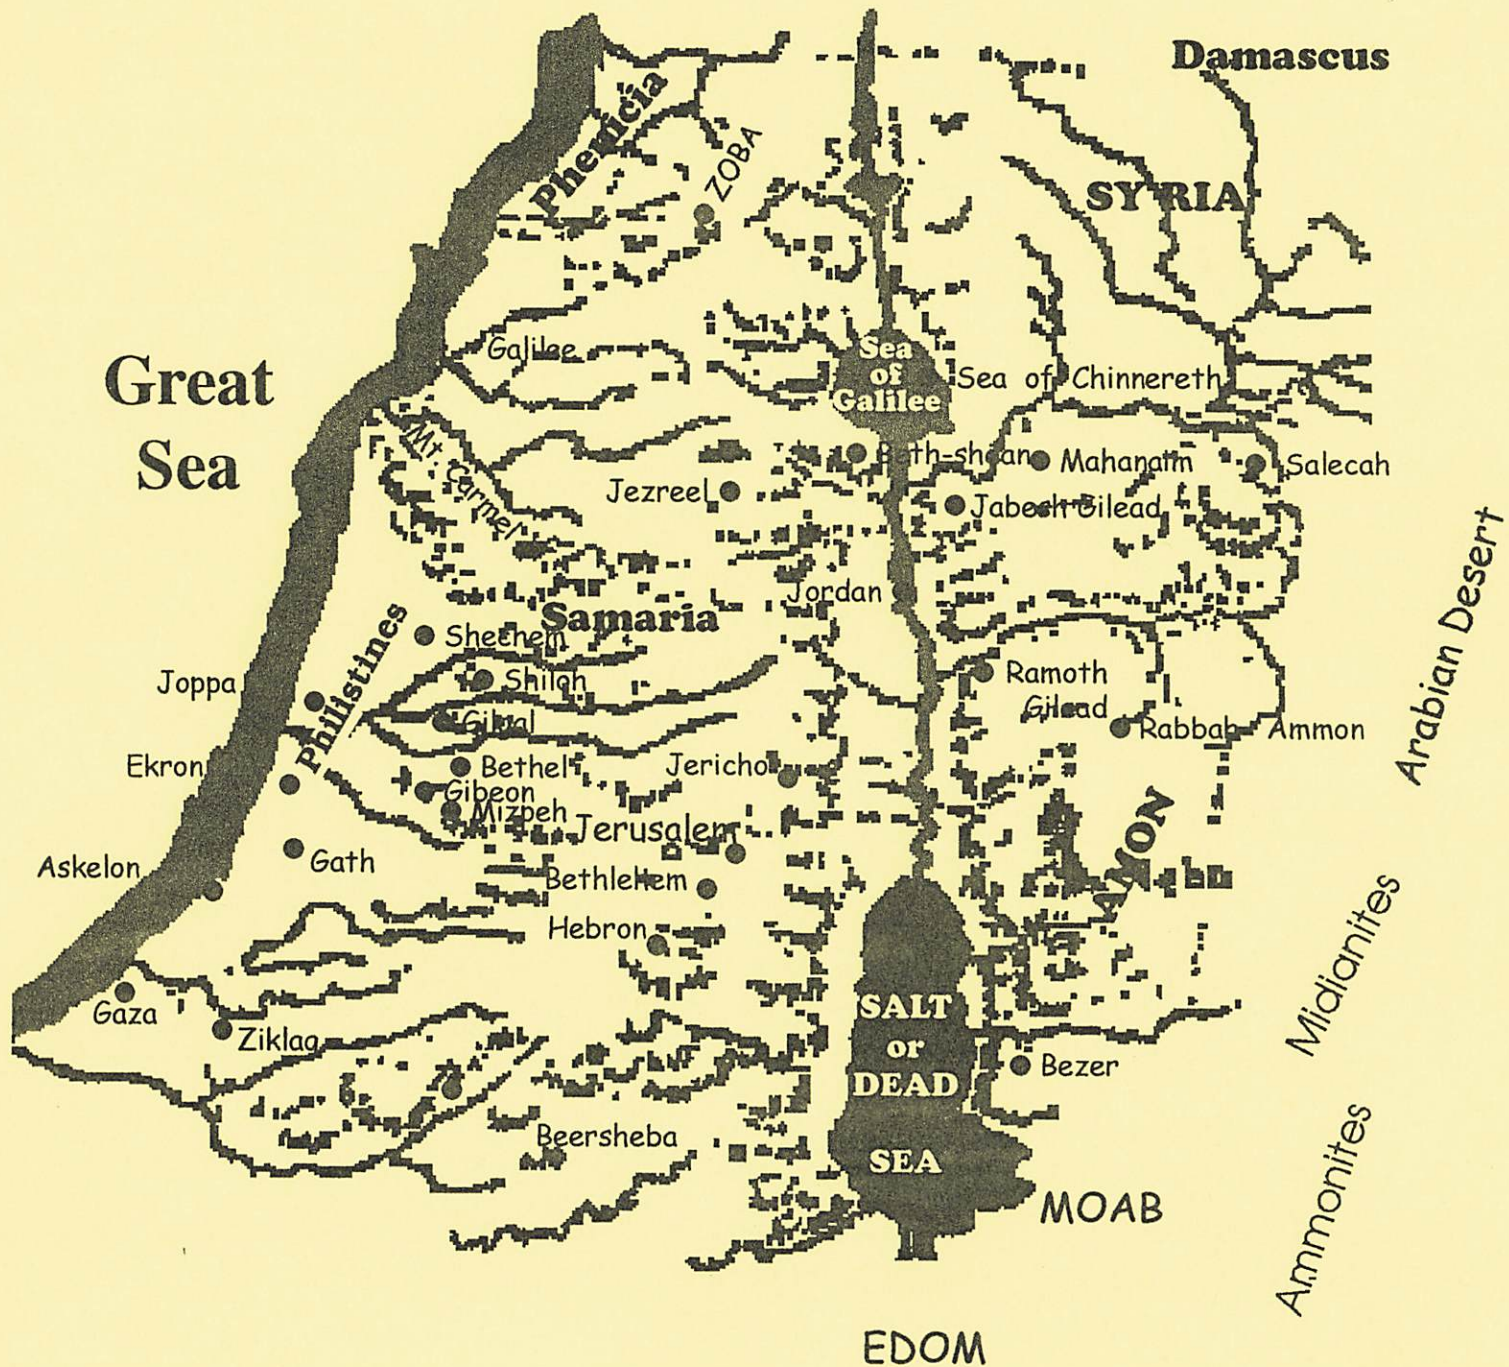 Damascus
Phenicia
ZOBA
SYRIA
Galilee
Great
Sea
Sea
of
Galilee
Sea of Chinnereth
Mt. Carmel
Beth-shean
Mahanaim
Salecah
Jezreel
Jabesh Gilead
Jordan
Samaria
Shechem
Arabian Desert
Philistines
Joppa
Shiloh
Ramoth
Gilead
Gilgal
Rabbah Ammon
Ekron
Bethel
Jericho
Gibeon
Mizpeh
Jerusalem
AMON
Askelon
Gath
Bethlehem
Hebron
Midianites
Gaza
SALT
or
DEAD
SEA
Ziklag
Bezer
Beersheba
MOAB
Ammonites
EDOM